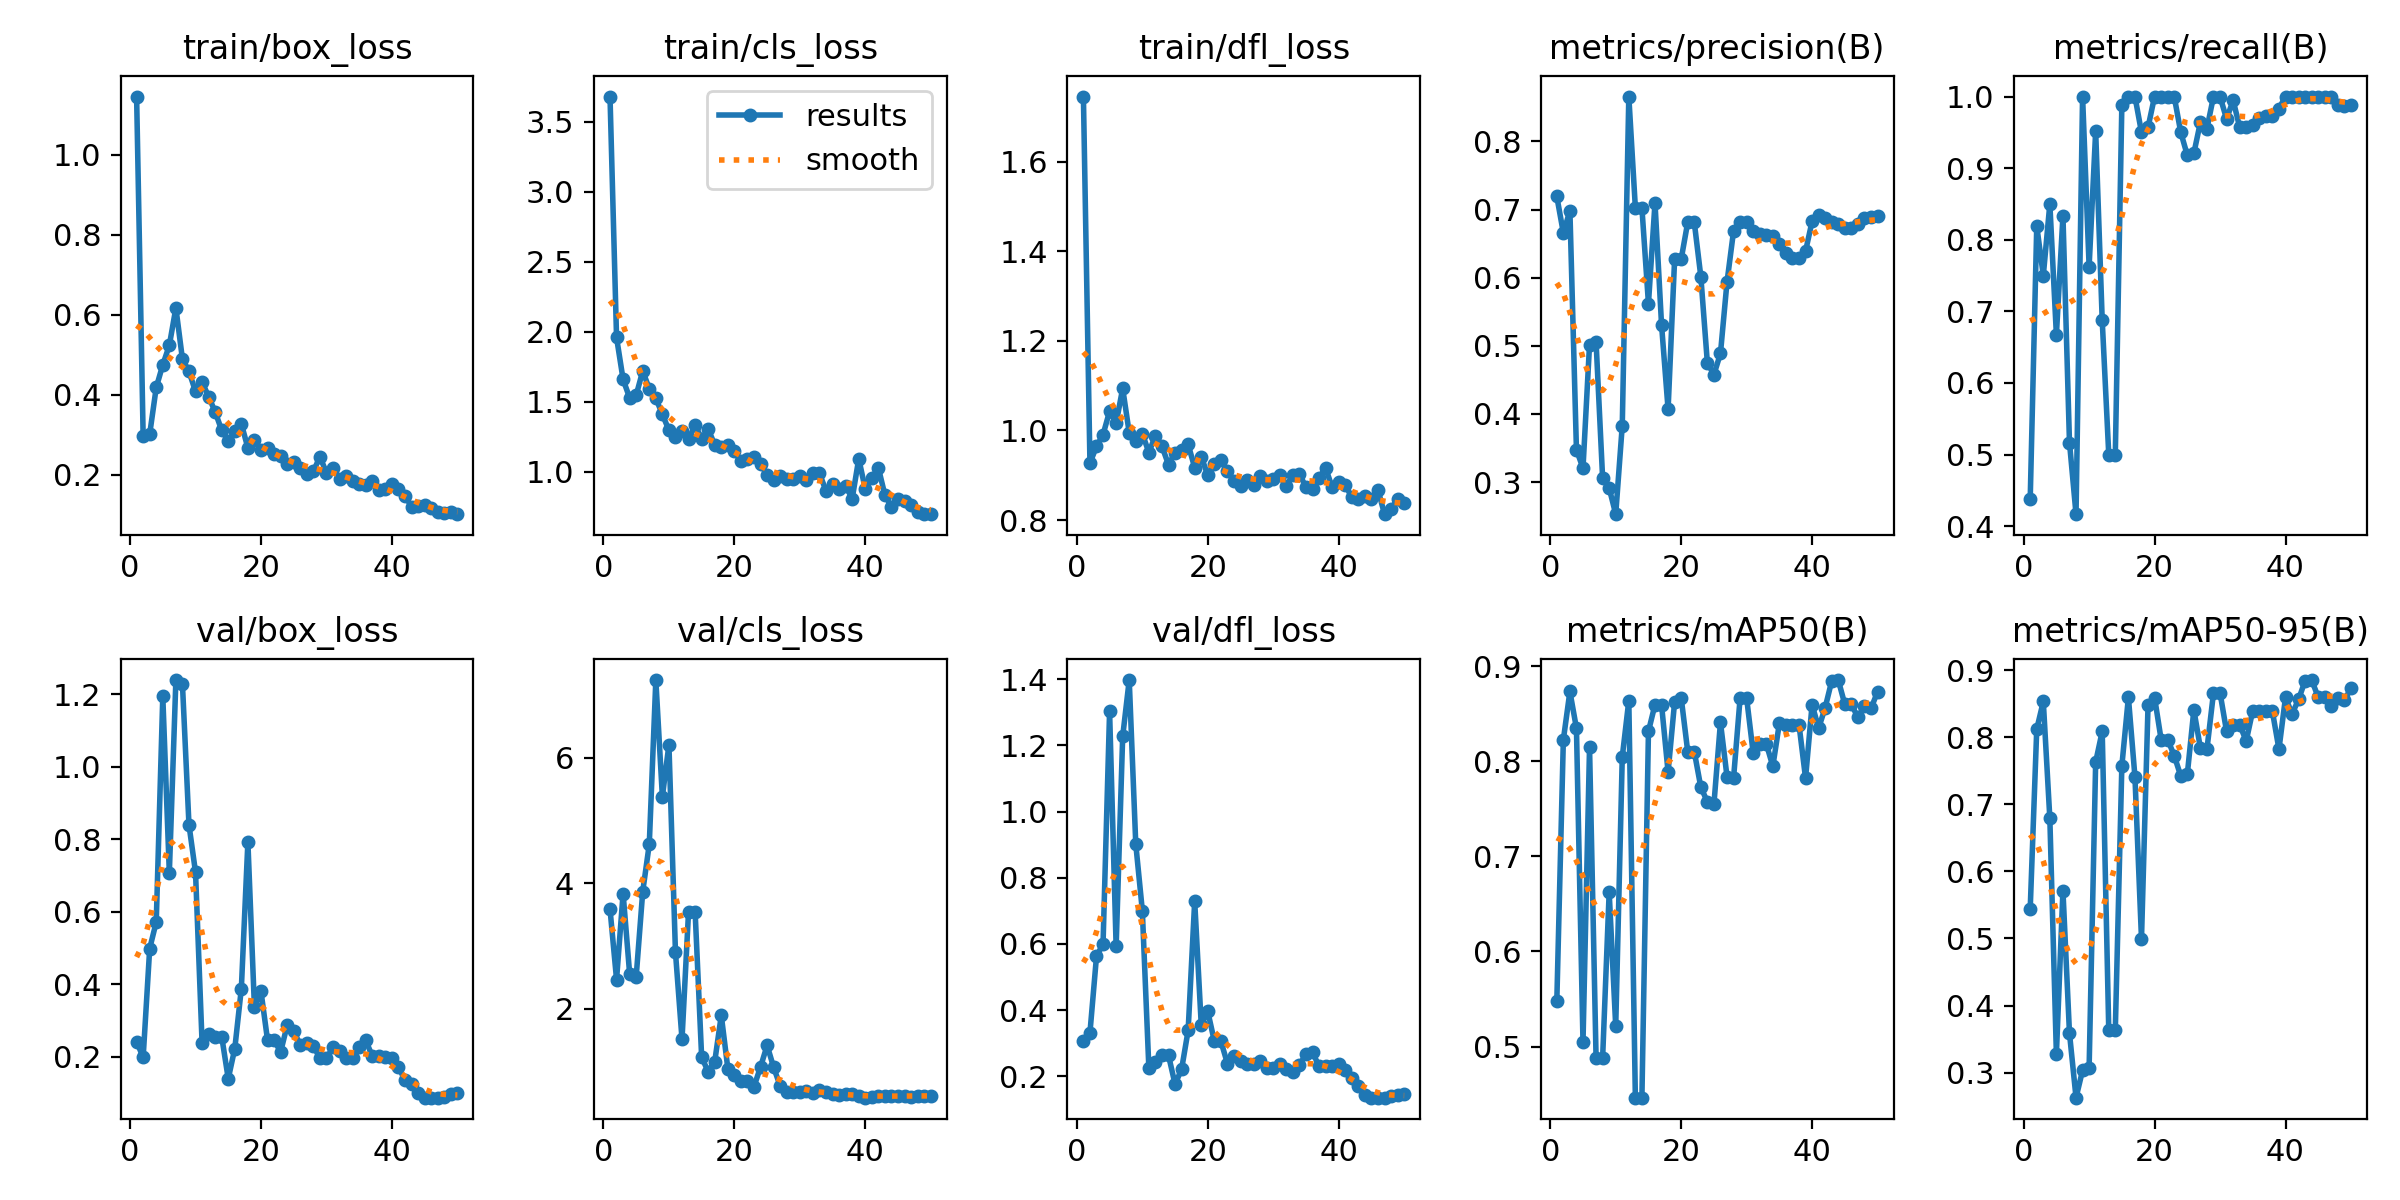 train/box_loss
1.0
0.8
0.6
0.4
0.2
0 20 40
train/cls_loss
results
smooth
3.5
3.0
2.5
2.0
1.5
1.0
0 20 40
train/dfl_loss
1.6
1.4
1.2
1.0
0.8
0 20 40
metrics/precision(B)
0.8
0.7
0.6
0.5
0.4
0.3
0 20 40
metrics/recall(B)
1.0
0.9
0.8
0.7
0.6
0.5
0.4
0 20 40
val/box_loss
1.2
1.0
0.8
0.6
0.4
0.2
0 20 40
val/cls_loss
6
4
2
0 20 40
val/dfl_loss
1.4
1.2
1.0
0.8
0.6
0.4
0.2
0 20 40
metrics/mAP50(B)
0.9
0.8
0.7
0.6
0.5
0 20 40
metrics/mAP50-95(B)
0.9
0.8
0.7
0.6
0.5
0.4
0.3
0 20 40